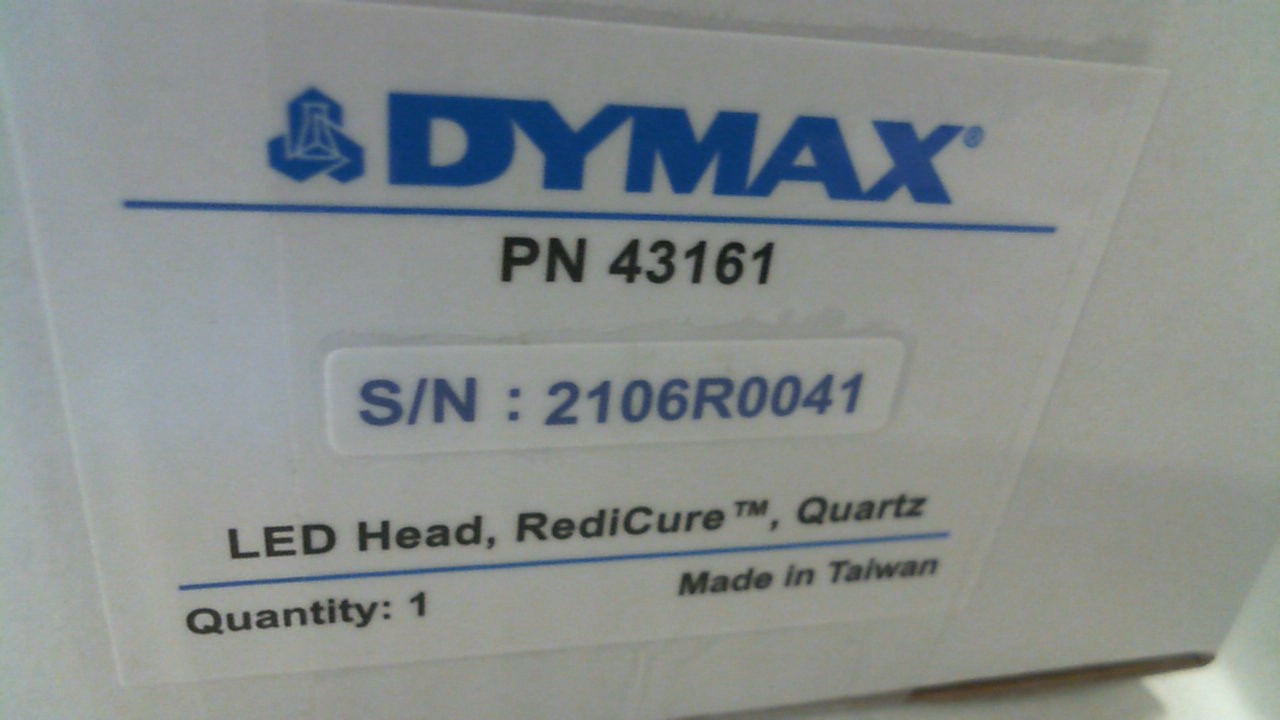 DYMAX®
PN 43161
S/N : 2106R0041
LED Head, RediCure™, Quartz
Quantity: 1
Made in Taiwan